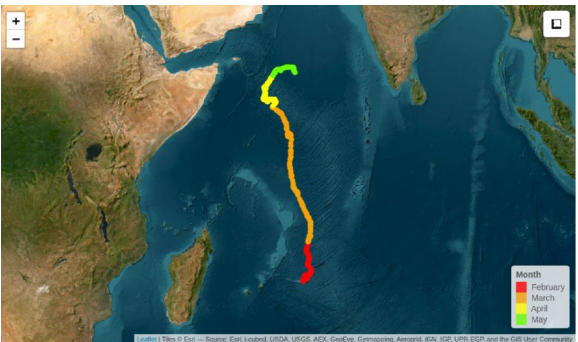 +
−
Month
February
March
April
May
Leaflet | Tiles © Esri — Source: Esri, i-cubed, USDA, USGS, AEX, GeoEye, Getmapping, Aerogrid, IGN, IGP, UPR-EGP, and the GIS User Community